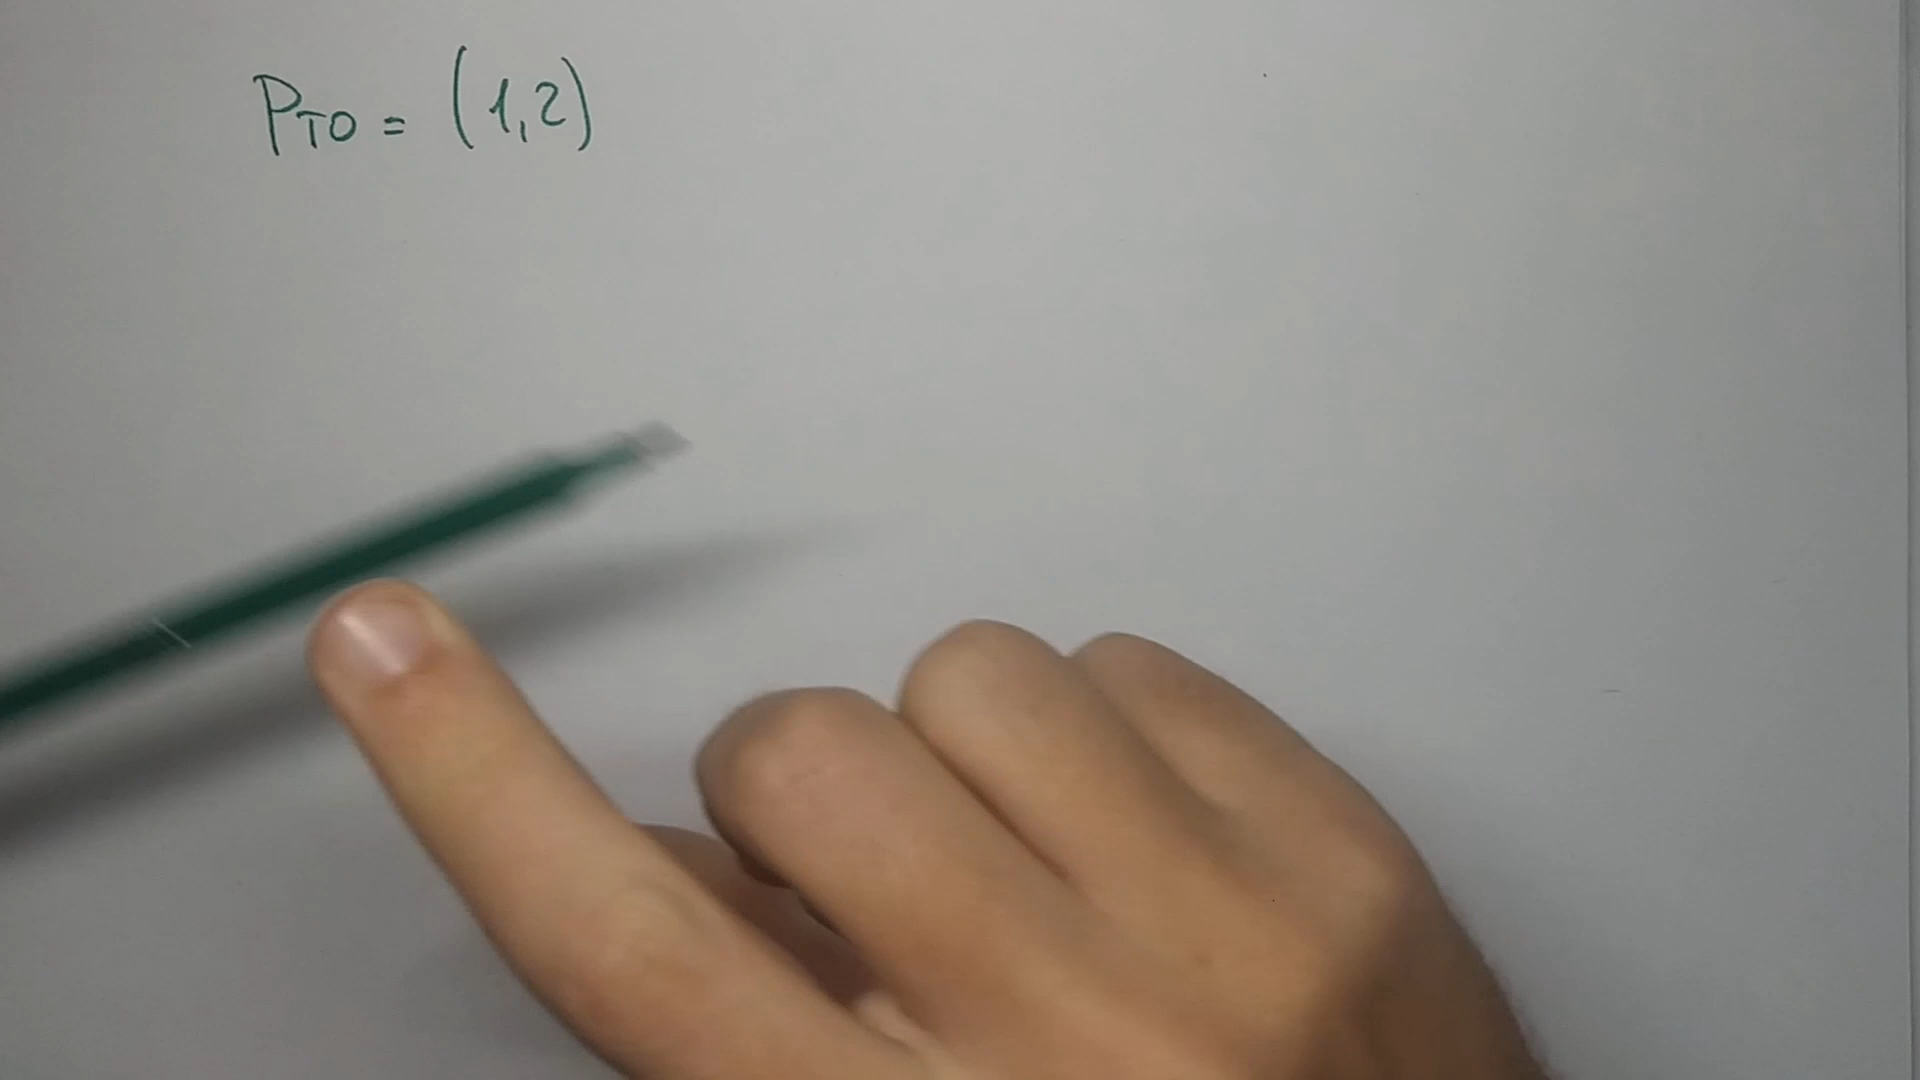 PTO = (1,2)